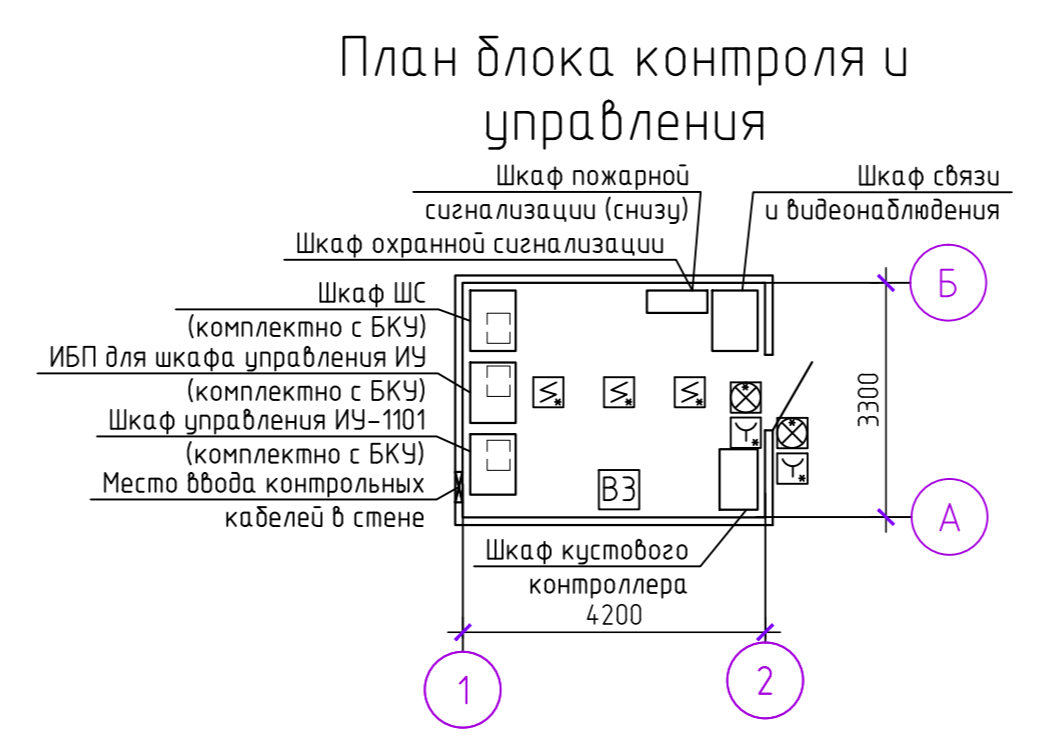 План блока контроля и
управления
Шкаф пожарной
сигнализации (снизу)
Шкаф связи
и видеонаблюдения
Шкаф охранной сигнализации
Шкаф ШС
(комплектно с БКУ)
ИБП для шкафа управления ИУ
(комплектно с БКУ)
Шкаф управления ИУ-1101
(комплектно с БКУ)
Место ввода контрольных
кабелей в стене
Б
3300
В3
А
Шкаф кустового
контроллера
4200
1
2